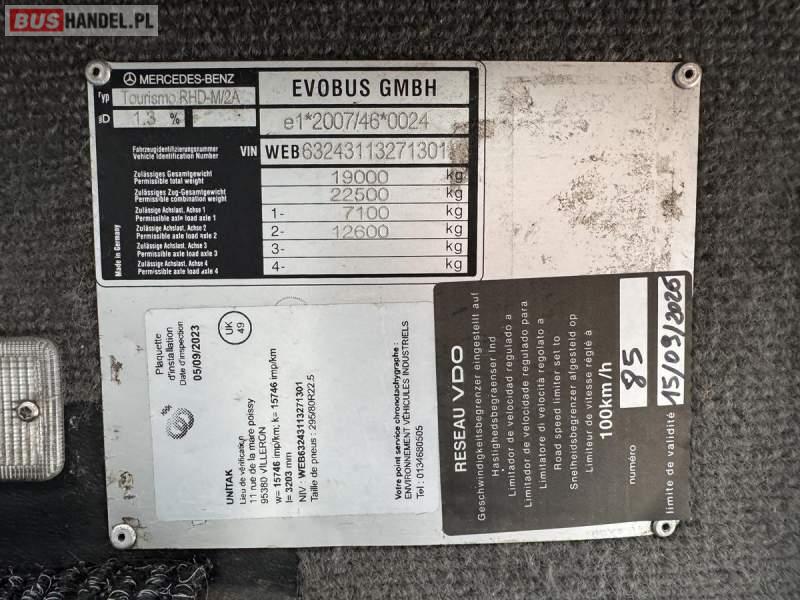 BUSHANDEL.PL
MERCEDES-BENZ
Typ Tourismo RHD-M/2A
1.3 %
EVOBUS GMBH
e1*2007/46*0024
Fahrzeugidentifizierungsnummer
Vehicle Identification Number
VIN WEB63243113271301
Zulässiges Gesamtgewicht
Permissible total weight
19000 kg
Zulässiges Zug-Gesamtgewicht
Permissible combination weight
22500 kg
Zulässige Achslast, Achse 1
Permissible axle load axle 1
1- 7100 kg
Zulässige Achslast, Achse 2
Permissible axle load axle 2
2- 12600 kg
Zulässige Achslast, Achse 3
Permissible axle load axle 3
3- kg
Zulässige Achslast, Achse 4
Permissible axle load axle 4
4- kg
Made in Germany
Plaquette
d'installation
Date d'inspection
05/09/2023
UK
49
UNITAK
Lieu de vérification
11 rue de la mare poissy
95380 VILLERON
w= 15746 imp/km; k= 15746 imp/km
l= 3203 mm
NIV : WEB63243113271301
Taille de pneus : 295/80R22.5
Votre point service chronotachygraphe :
ENVIRONNEMENT VÉHICULES INDUSTRIELS
Tel : 0134680505
RESEAU VDO
Geschwindigkeitsbegrenzer eingestellt auf
Hastighedsbegraenser ind
Limitador de velocidad regulado a
Limitador de velocidade regulado para
Limitatore di velocità regolato a
Road speed limiter set to
Snelheidsbegrenzer afgesteld op
Limiteur de vitesse réglé à
100km/h
numéro
85
limite de validité
15/09/2025